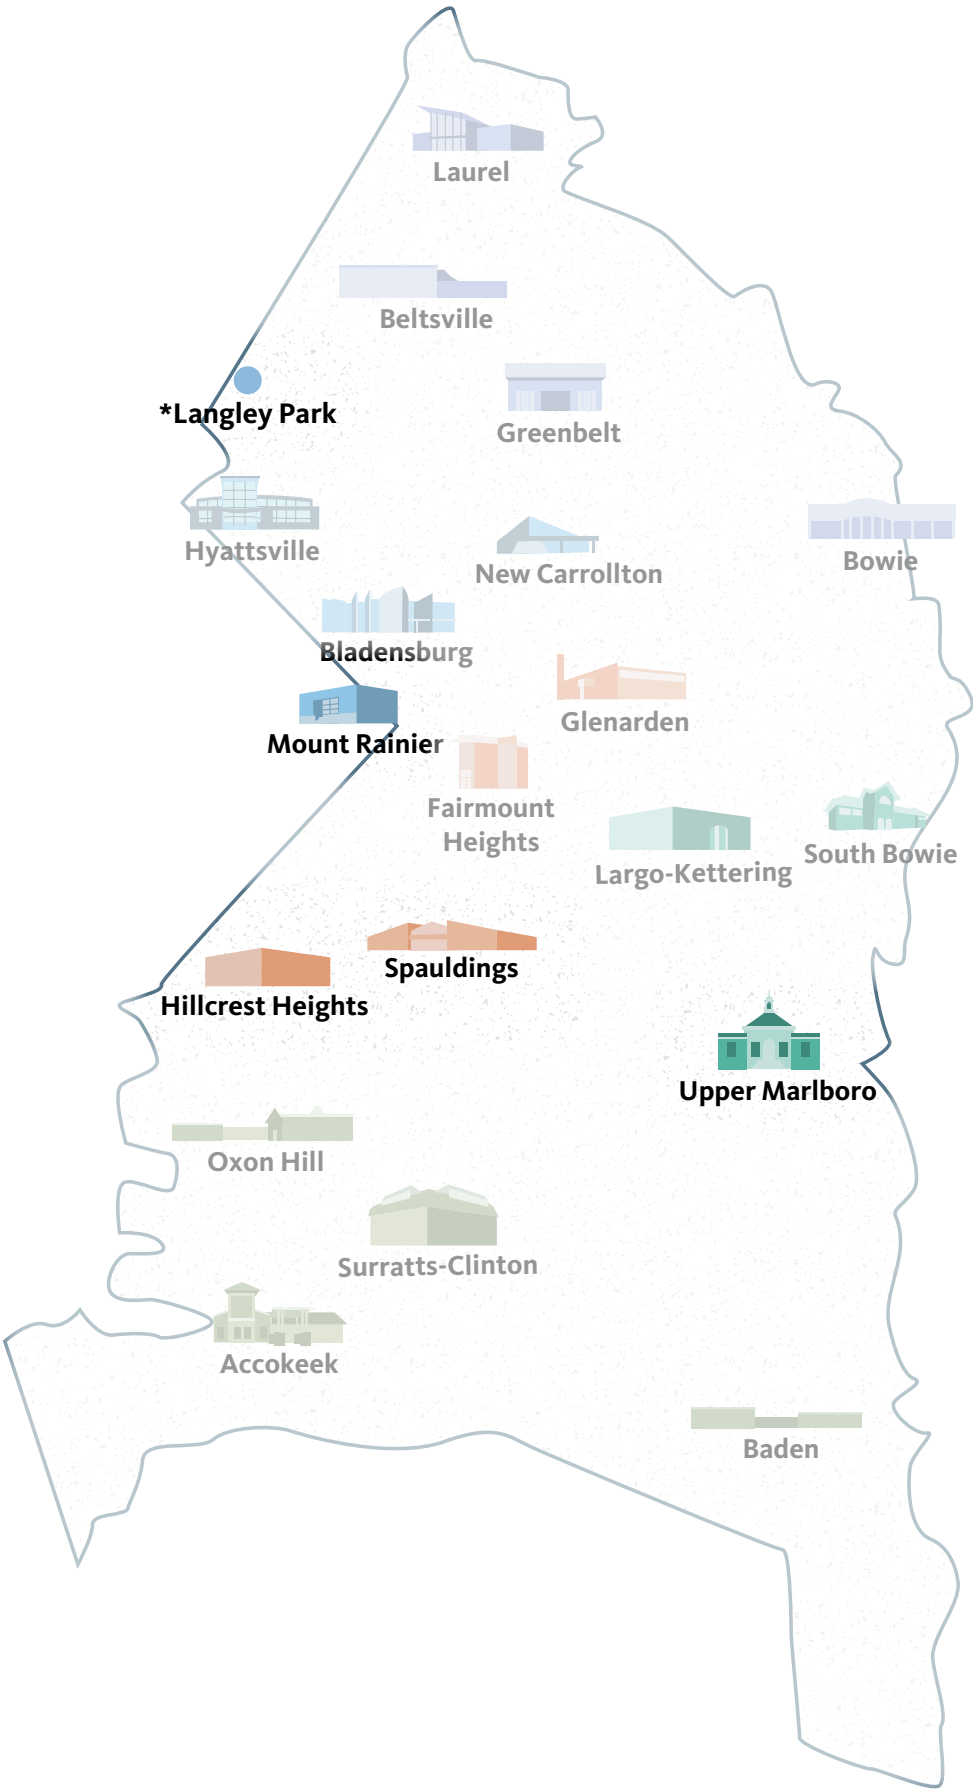 Laurel
Beltsville
*Langley Park
Greenbelt
Hyattsville
New Carrollton
Bowie
Bladensburg
Glenarden
Mount Rainier
Fairmount
Heights
Largo-Kettering
South Bowie
Spauldings
Hillcrest Heights
Upper Marlboro
Oxon Hill
Surratts-Clinton
Accokeek
Baden